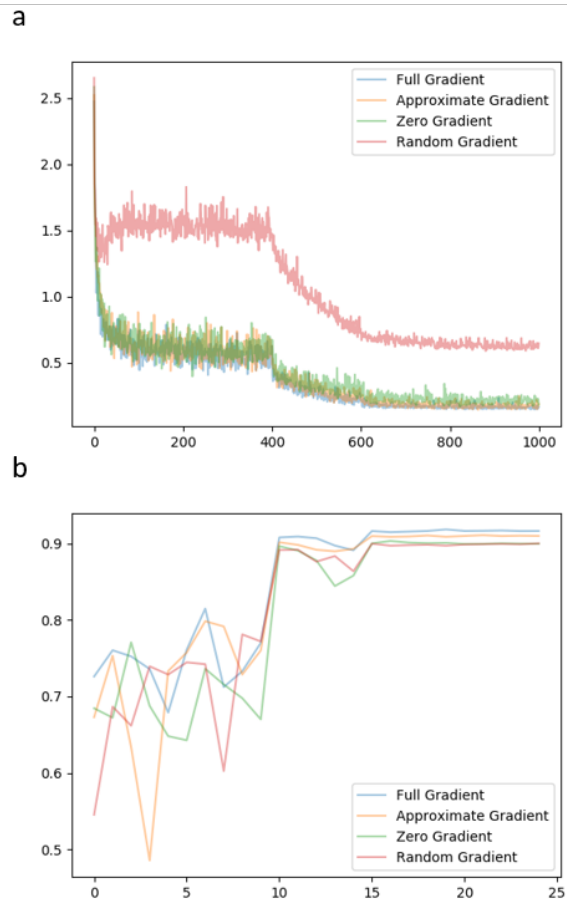 a
2.5
2.0
1.5
1.0
0.5
Full Gradient
Approximate Gradient
Zero Gradient
Random Gradient
0 200 400 600 800 1000
b
0.9
0.8
0.7
0.6
0.5
Full Gradient
Approximate Gradient
Zero Gradient
Random Gradient
0 5 10 15 20 25